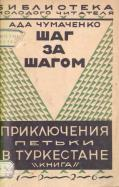 БИБЛИОТЕКА
МОЛОДОГО ЧИТАТЕЛЯ
АДА ЧУМАЧЕНКО
ШАГ
ЗА
ШАГОМ
ПРИКЛЮЧЕНИЯ
ПЕТЬКИ
В ТУРКЕСТАНЕ
"КНИГА"